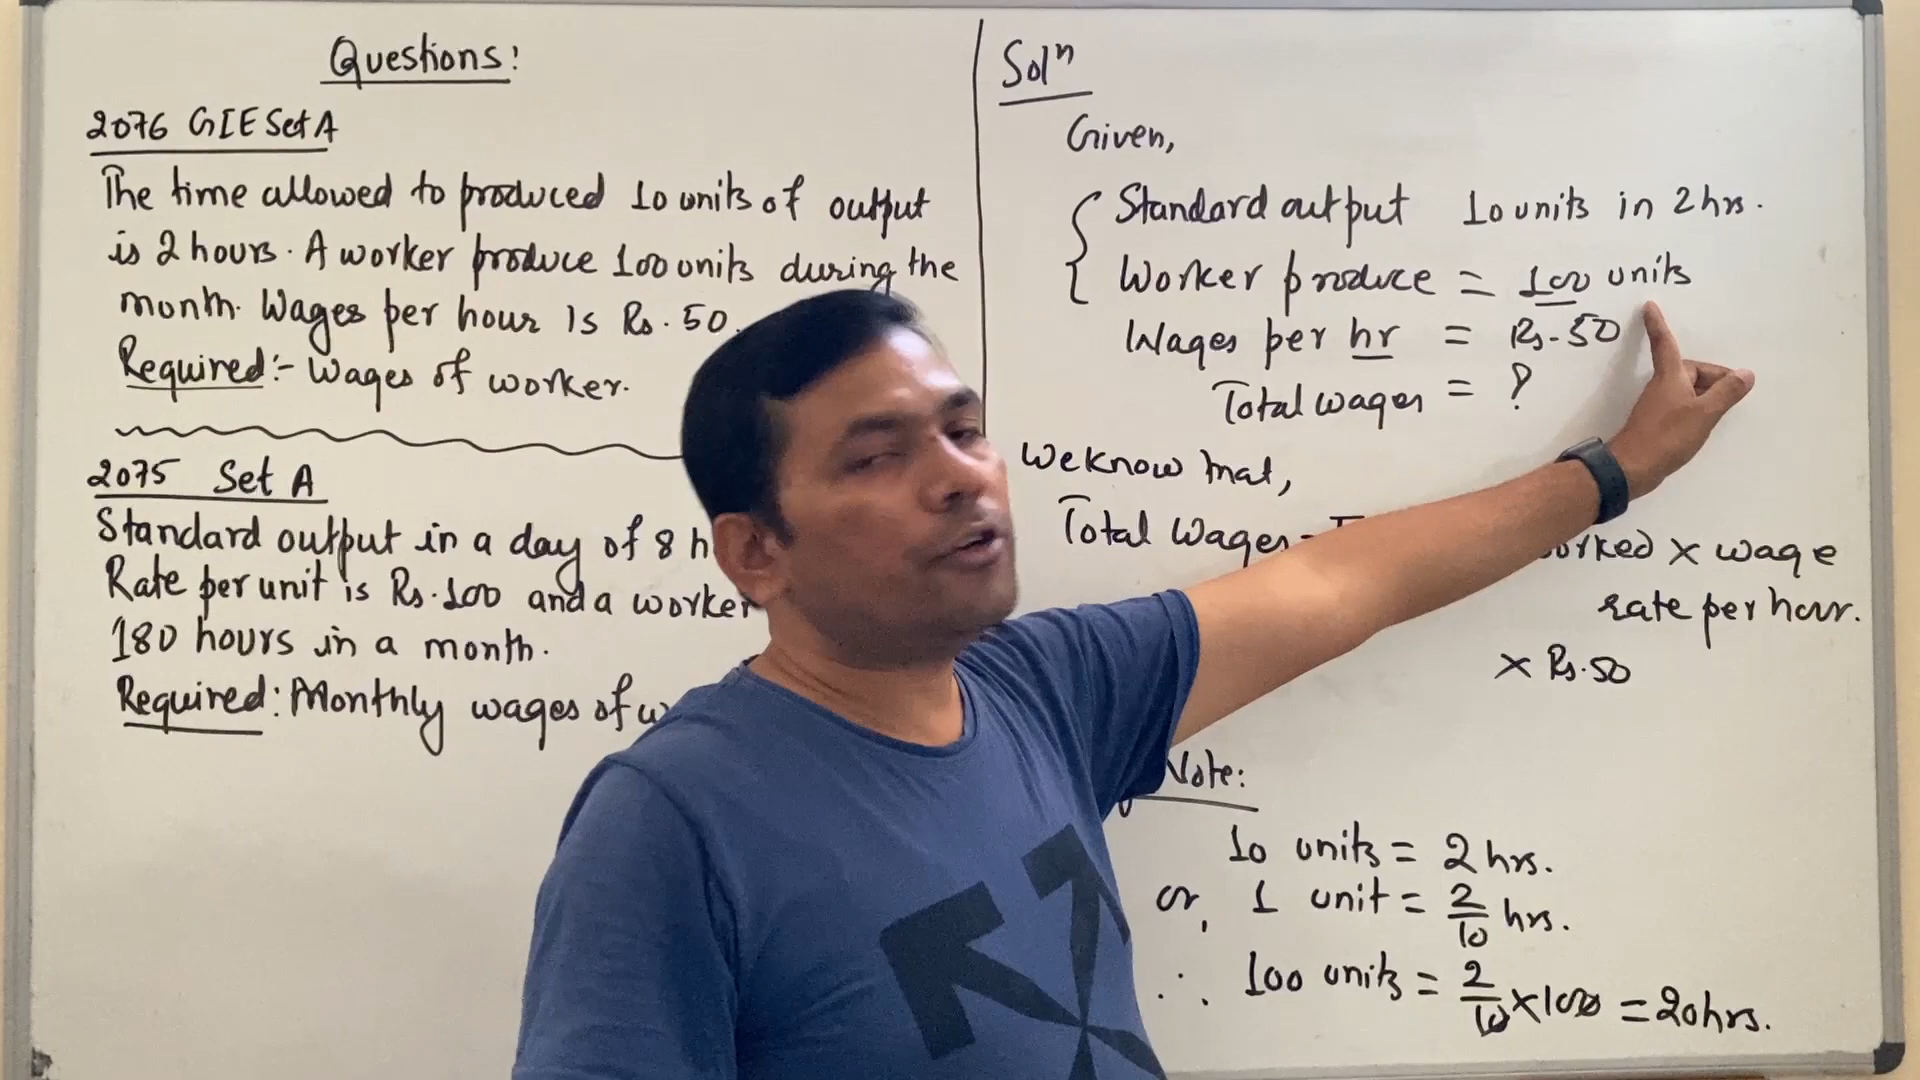 Questions:
2076 GIE Set A
The time allowed to produced 10 units of output
is 2 hours. A worker produce 100 units during the
month. Wages per hour is Rs. 50.
Required:- Wages of worker.
2075 Set A
Standard output in a day of 8 h
Rate per unit is Rs. 100 and a worker
180 hours in a month.
Required: Monthly wages of w
Solⁿ
Given,
Standard output 10 units in 2 hrs.
Worker produce = 100 units
Wages per hr = Rs. 50
Total wages = ?
We know that,
Total Wages = T orked × wage
rate per hour.
× Rs. 50
Note:
10 units = 2 hrs.
or, 1 unit = 2/10 hrs.
∴ 100 units = 2/10 × 100 = 20 hrs.